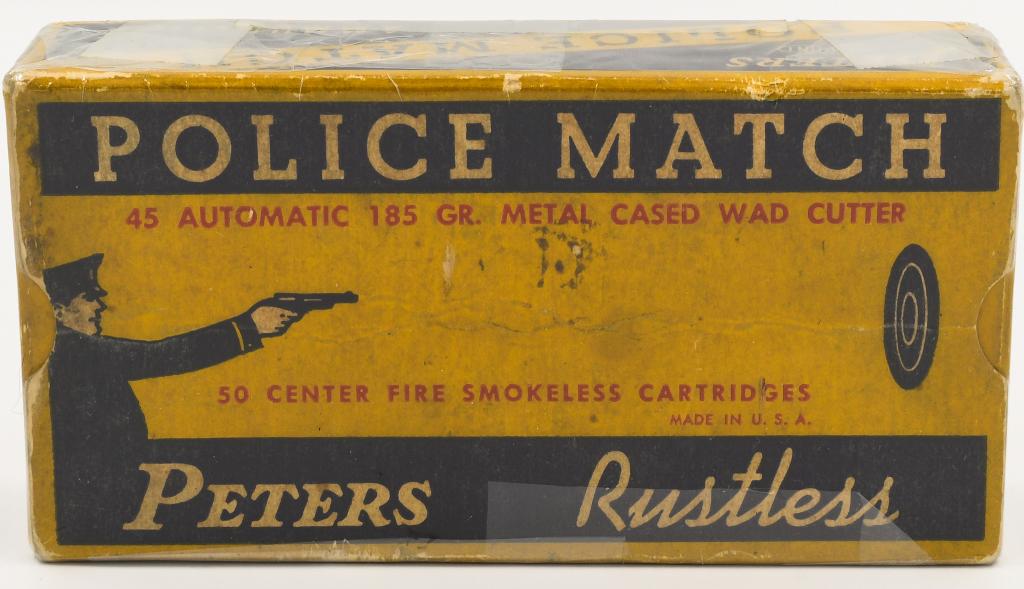 POLICE MATCH
45 AUTOMATIC 185 GR. METAL CASED WAD CUTTER
50 CENTER FIRE SMOKELESS CARTRIDGES
MADE IN U. S. A.
PETERS Rustless